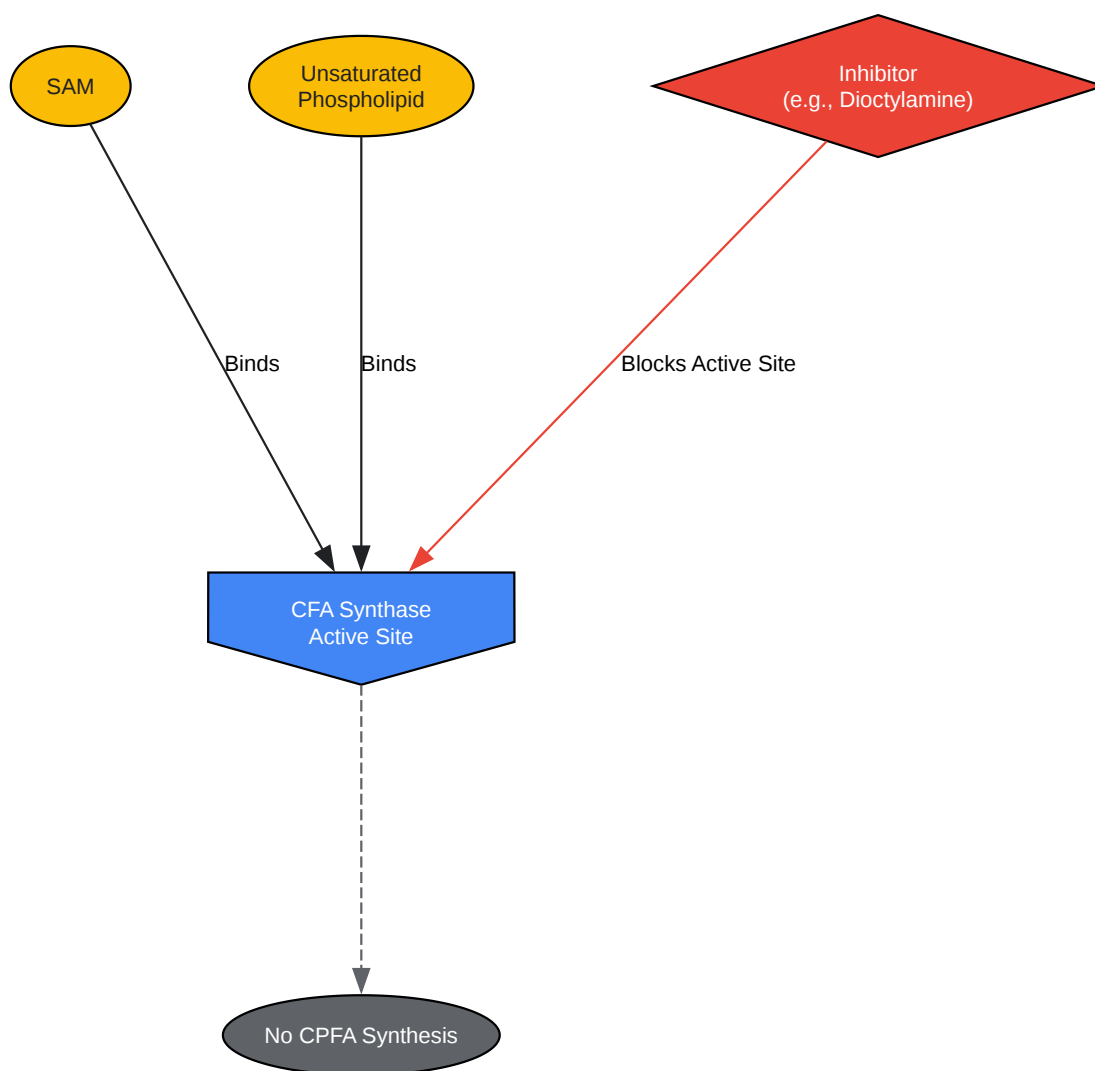 SAM
Unsaturated
Phospholipid
Inhibitor
(e.g., Dioctylamine)
Binds
Binds
Blocks Active Site
CFA Synthase
Active Site
No CPFA Synthesis